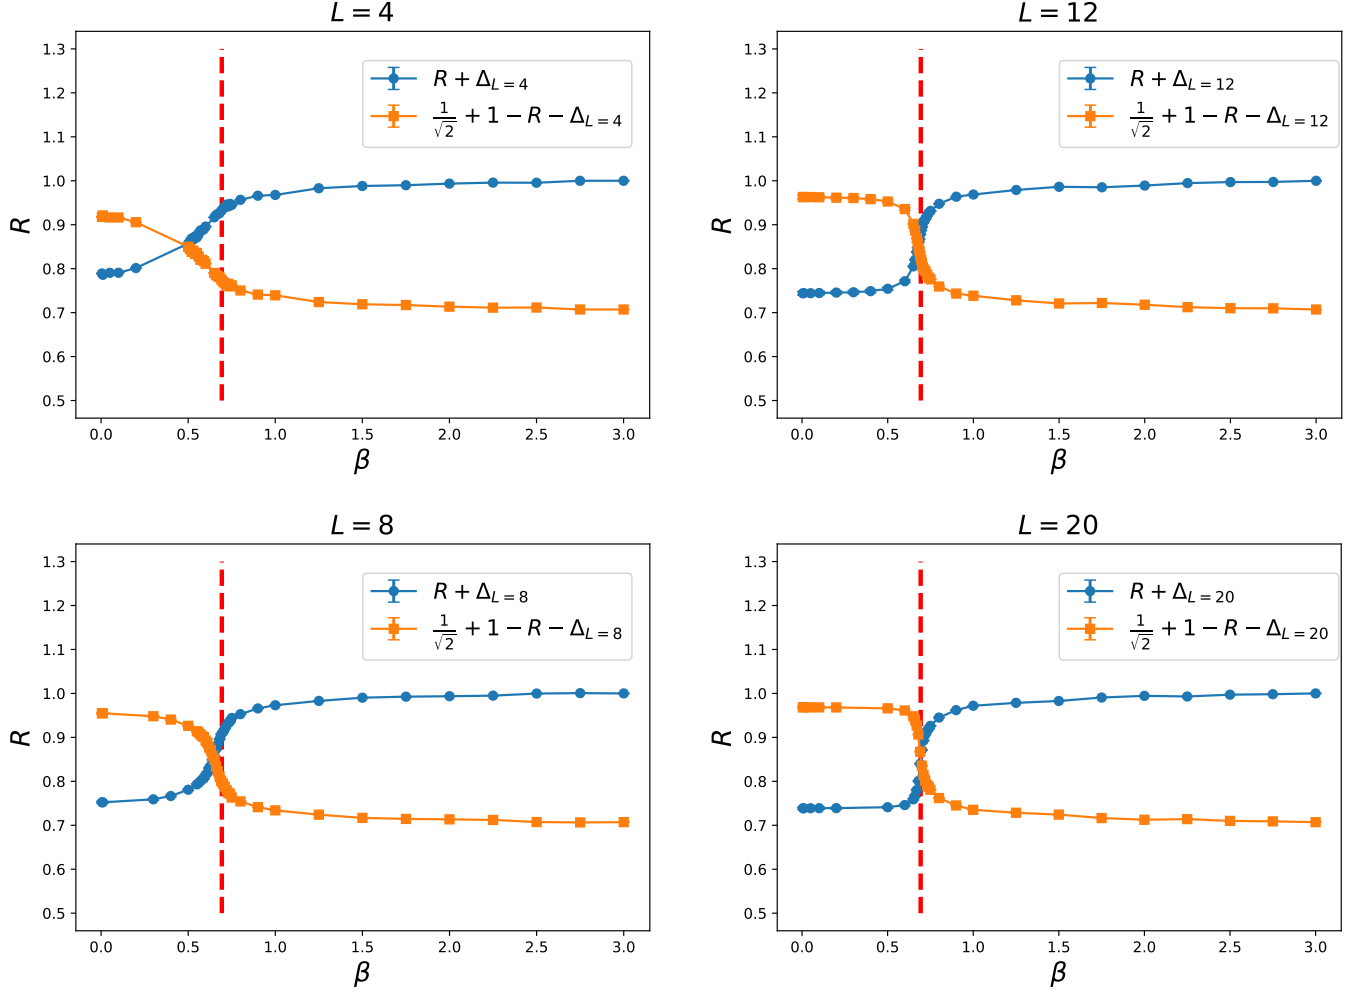 L = 4
1.3
1.2
1.1
1.0
0.9
0.8
0.7
0.6
0.5
R
R + Δ_{L=4}
\frac{1}{\sqrt{2}} + 1 − R − Δ_{L=4}
0.0 0.5 1.0 1.5 2.0 2.5 3.0
β
L = 12
1.3
1.2
1.1
1.0
0.9
0.8
0.7
0.6
0.5
R
R + Δ_{L=12}
\frac{1}{\sqrt{2}} + 1 − R − Δ_{L=12}
0.0 0.5 1.0 1.5 2.0 2.5 3.0
β
L = 8
1.3
1.2
1.1
1.0
0.9
0.8
0.7
0.6
0.5
R
R + Δ_{L=8}
\frac{1}{\sqrt{2}} + 1 − R − Δ_{L=8}
0.0 0.5 1.0 1.5 2.0 2.5 3.0
β
L = 20
1.3
1.2
1.1
1.0
0.9
0.8
0.7
0.6
0.5
R
R + Δ_{L=20}
\frac{1}{\sqrt{2}} + 1 − R − Δ_{L=20}
0.0 0.5 1.0 1.5 2.0 2.5 3.0
β